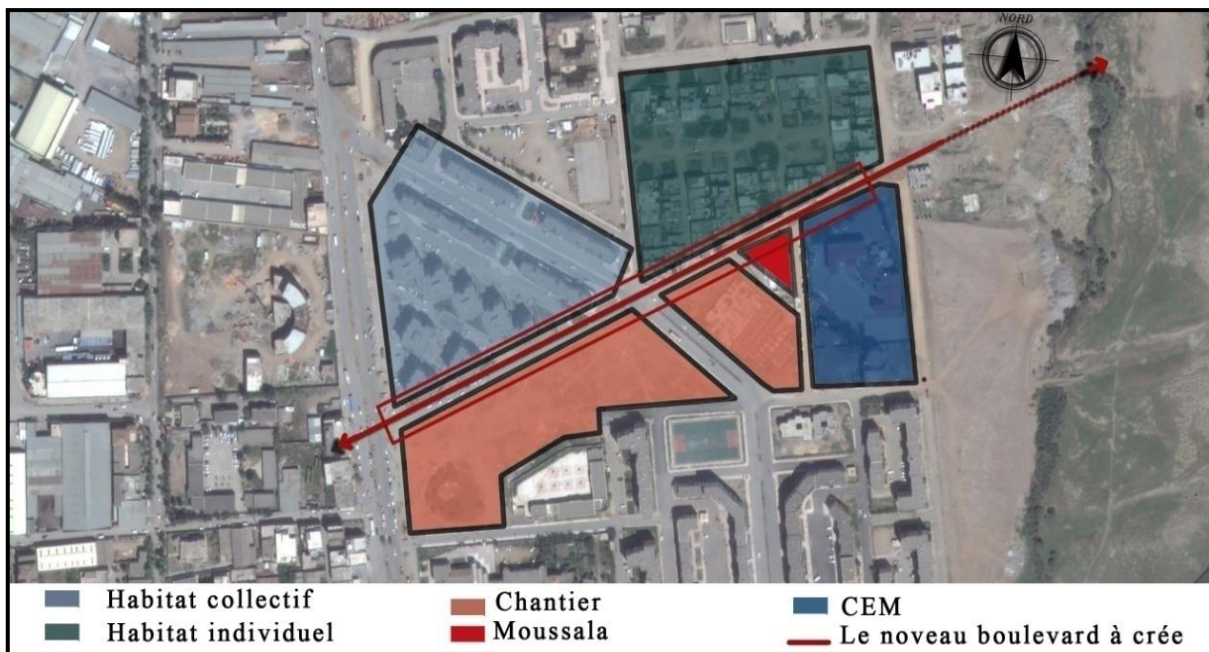 NORD
Habitat collectif
Habitat individuel
Chantier
Moussala
CEM
Le noveau boulevard à crée